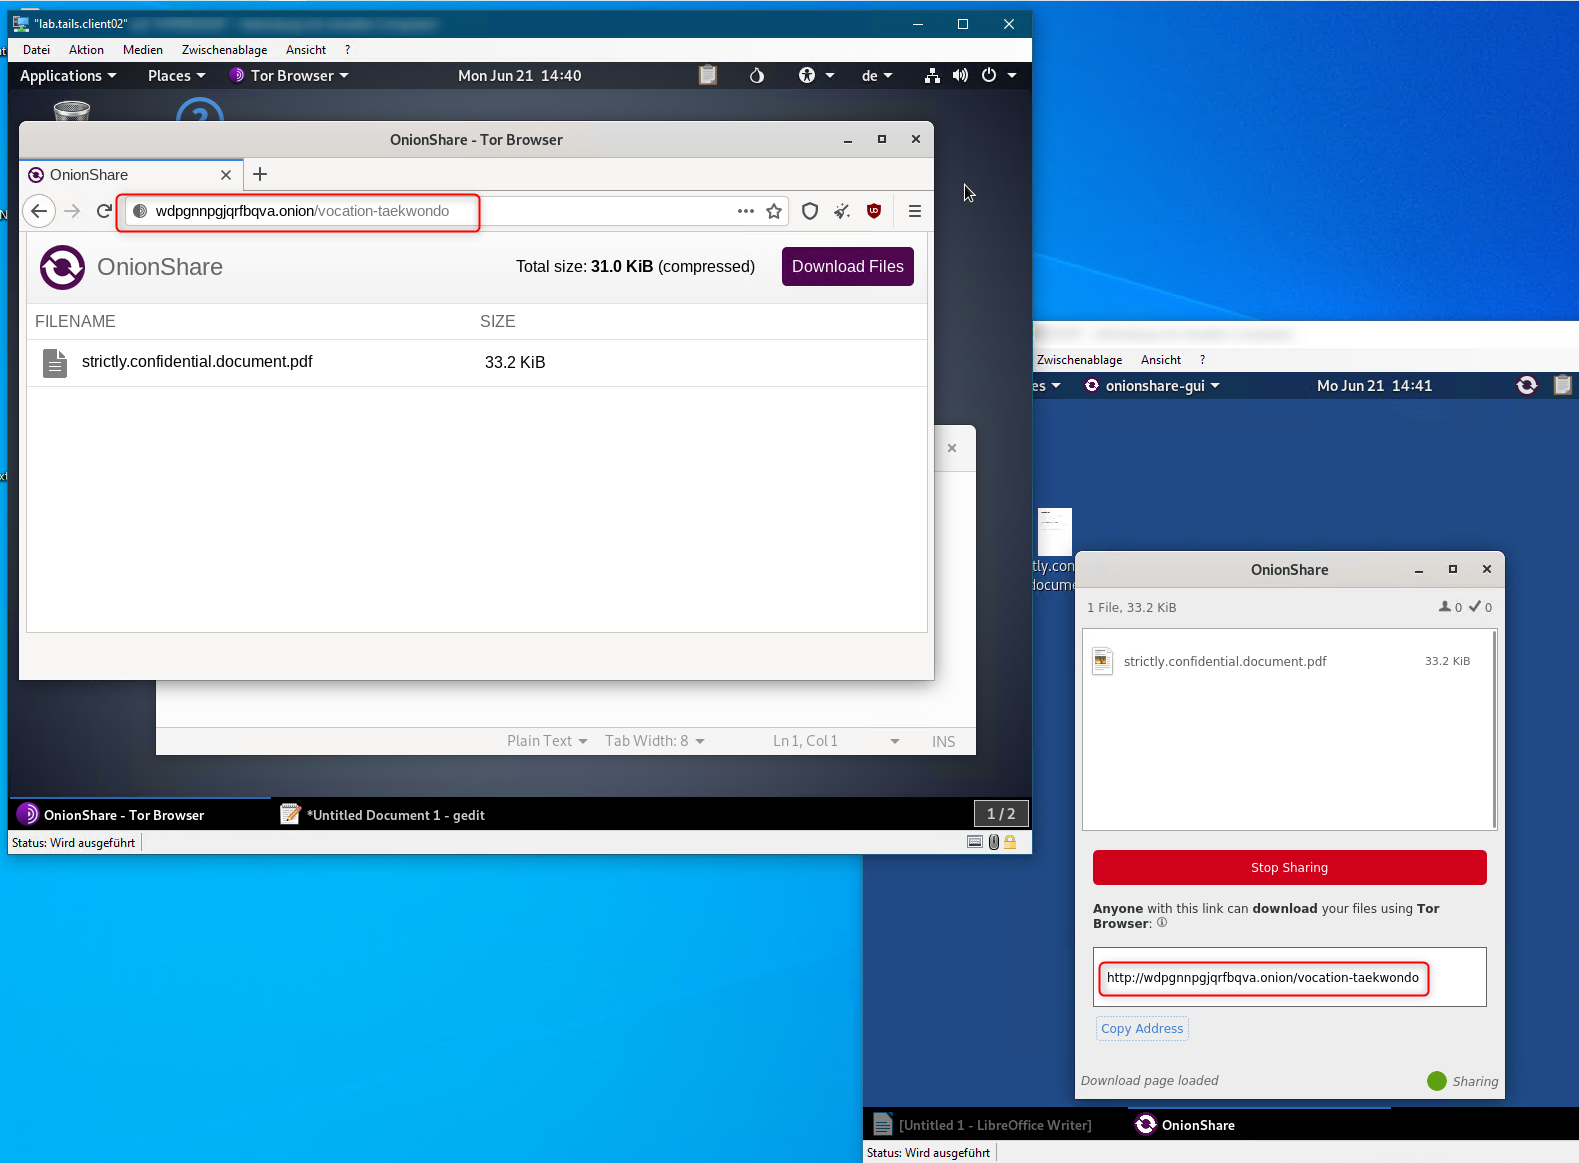 "lab.tails.client02"
Datei Aktion Medien Zwischenablage Ansicht ?
Applications Places Tor Browser Mon Jun 21 14:40 de
OnionShare - Tor Browser
OnionShare
wdpgnnpgjqrfbqva.onion/vocation-taekwondo
OnionShare Total size: 31.0 KiB (compressed) Download Files
FILENAME SIZE
strictly.confidential.document.pdf 33.2 KiB
Plain Text Tab Width: 8 Ln 1, Col 1 INS
OnionShare - Tor Browser *Untitled Document 1 - gedit 1 / 2
Status: Wird ausgeführt
Zwischenablage Ansicht ?
es onionshare-gui Mo Jun 21 14:41
tly.con
docume
OnionShare
1 File, 33.2 KiB 0 0
strictly.confidential.document.pdf 33.2 KiB
Stop Sharing
Anyone with this link can download your files using Tor
Browser:
http://wdpgnnpgjqrfbqva.onion/vocation-taekwondo
Copy Address
Download page loaded Sharing
[Untitled 1 - LibreOffice Writer] OnionShare
Status: Wird ausgeführt